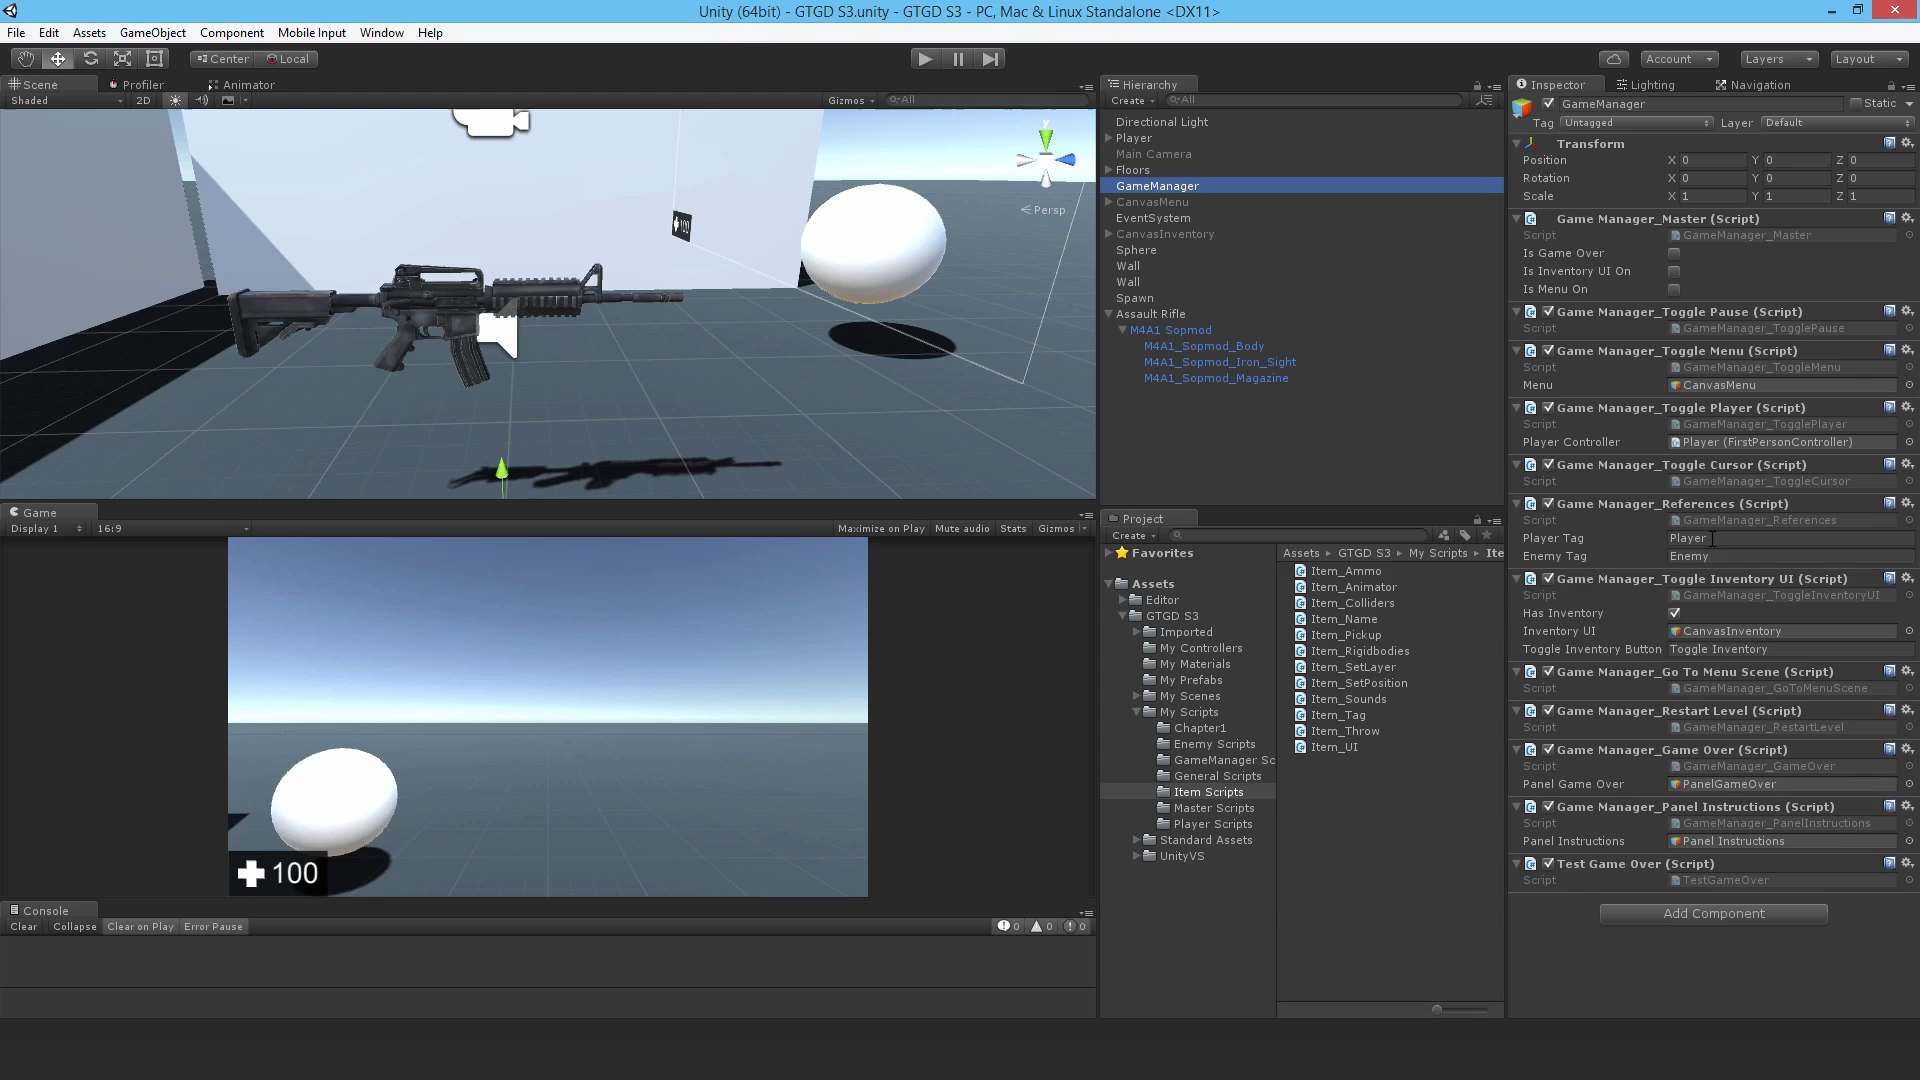 Unity (64bit) - GTGD S3.unity - GTGD S3 - PC, Mac & Linux Standalone <DX11>
File Edit Assets GameObject Component Mobile Input Window Help
Center Local Account Layers Layout
Scene Profiler Animator
Shaded 2D Gizmos All
y
Persp
100
Game
Display 1 16:9 Maximize on Play Mute audio Stats Gizmos
100
Console
Clear Collapse Clear on Play Error Pause 0 0 0
Hierarchy
Create All
Directional Light
Player
Main Camera
Floors
GameManager
CanvasMenu
EventSystem
CanvasInventory
Sphere
Wall
Wall
Spawn
Assault Rifle
M4A1 Sopmod
M4A1_Sopmod_Body
M4A1_Sopmod_Iron_Sight
M4A1_Sopmod_Magazine
Project
Create
Favorites
Assets
Editor
GTGD S3
Imported
My Controllers
My Materials
My Prefabs
My Scenes
My Scripts
Chapter1
Enemy Scripts
GameManager Sc
General Scripts
Item Scripts
Master Scripts
Player Scripts
Standard Assets
UnityVS
Assets GTGD S3 My Scripts Ite
Item_Ammo
Item_Animator
Item_Colliders
Item_Name
Item_Pickup
Item_Rigidbodies
Item_SetLayer
Item_SetPosition
Item_Sounds
Item_Tag
Item_Throw
Item_UI
Inspector Lighting Navigation
GameManager Static
Tag Untagged Layer Default
Transform
Position X 0 Y 0 Z 0
Rotation X 0 Y 0 Z 0
Scale X 1 Y 1 Z 1
Game Manager_Master (Script)
Script GameManager_Master
Is Game Over
Is Inventory UI On
Is Menu On
Game Manager_Toggle Pause (Script)
Script GameManager_TogglePause
Game Manager_Toggle Menu (Script)
Script GameManager_ToggleMenu
Menu CanvasMenu
Game Manager_Toggle Player (Script)
Script GameManager_TogglePlayer
Player Controller Player (FirstPersonController)
Game Manager_Toggle Cursor (Script)
Script GameManager_ToggleCursor
Game Manager_References (Script)
Script GameManager_References
Player Tag Player
Enemy Tag Enemy
Game Manager_Toggle Inventory UI (Script)
Script GameManager_ToggleInventoryUI
Has Inventory
Inventory UI CanvasInventory
Toggle Inventory Button Toggle Inventory
Game Manager_Go To Menu Scene (Script)
Script GameManager_GoToMenuScene
Game Manager_Restart Level (Script)
Script GameManager_RestartLevel
Game Manager_Game Over (Script)
Script GameManager_GameOver
Panel Game Over PanelGameOver
Game Manager_Panel Instructions (Script)
Script GameManager_PanelInstructions
Panel Instructions Panel Instructions
Test Game Over (Script)
Script TestGameOver
Add Component